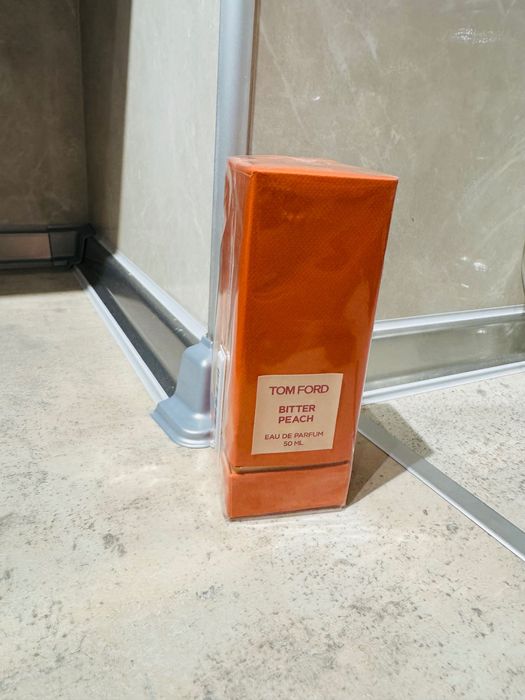 TOM FORD
BITTER
PEACH
EAU DE PARFUM
50 ML